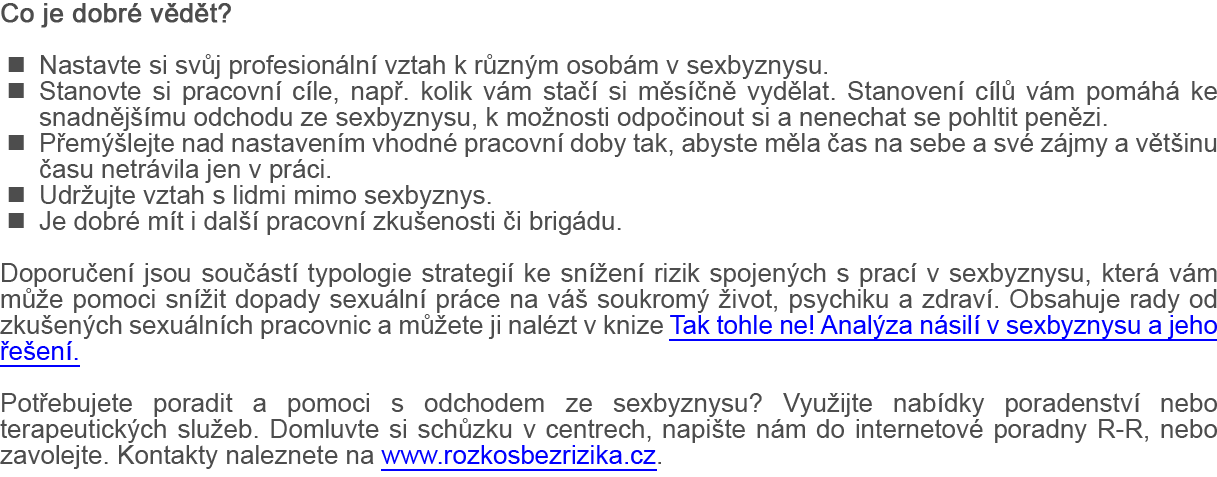 Co je dobré vědět?
■ Nastavte si svůj profesionální vztah k různým osobám v sexbyznysu.
■ Stanovte si pracovní cíle, např. kolik vám stačí si měsíčně vydělat. Stanovení cílů vám pomáhá ke
snadnějšímu odchodu ze sexbyznysu, k možnosti odpočinout si a nenechat se pohltit penězi.
■ Přemýšlejte nad nastavením vhodné pracovní doby tak, abyste měla čas na sebe a své zájmy a většinu
času netrávila jen v práci.
■ Udržujte vztah s lidmi mimo sexbyznys.
■ Je dobré mít i další pracovní zkušenosti či brigádu.
Doporučení jsou součástí typologie strategií ke snížení rizik spojených s prací v sexbyznysu, která vám
může pomoci snížit dopady sexuální práce na váš soukromý život, psychiku a zdraví. Obsahuje rady od
zkušených sexuálních pracovnic a můžete ji nalézt v knize Tak tohle ne! Analýza násilí v sexbyznysu a jeho
řešení.
Potřebujete poradit a pomoci s odchodem ze sexbyznysu? Využijte nabídky poradenství nebo
terapeutických služeb. Domluvte si schůzku v centrech, napište nám do internetové poradny R-R, nebo
zavolejte. Kontakty naleznete na www.rozkosbezrizika.cz.